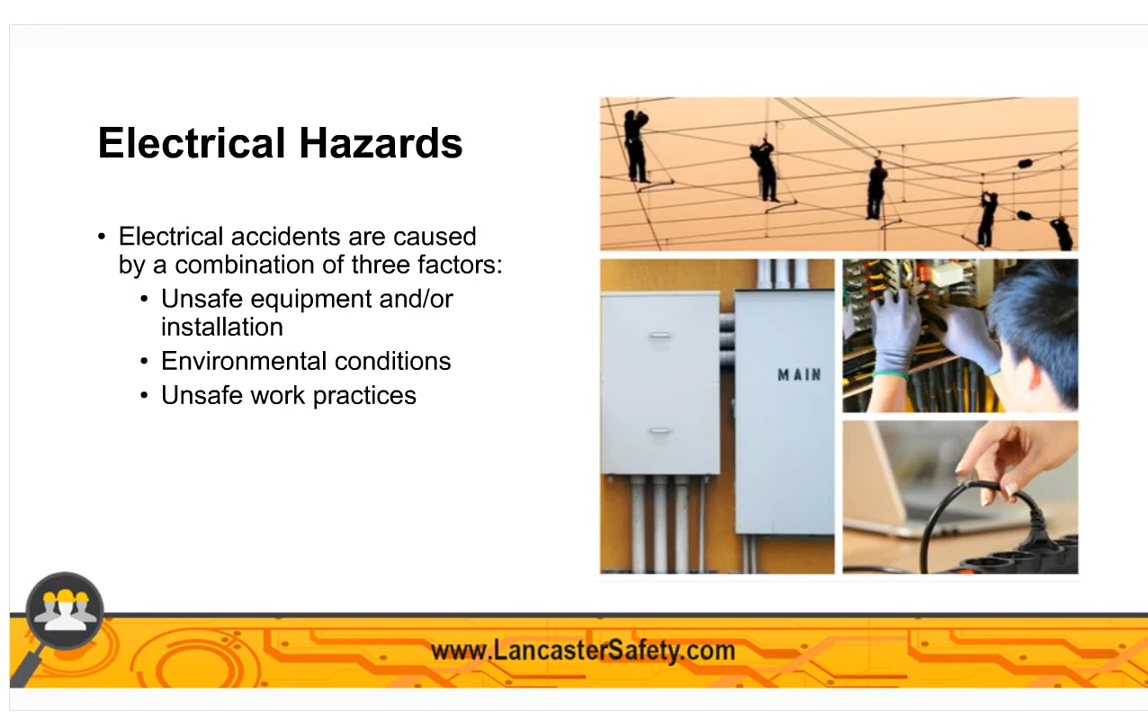 Electrical Hazards
• Electrical accidents are caused
by a combination of three factors:
• Unsafe equipment and/or
installation
• Environmental conditions
• Unsafe work practices
MAIN
www.LancasterSafety.com